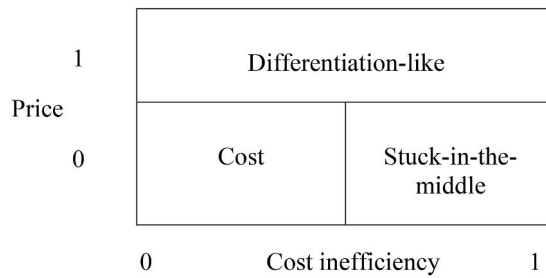 1
Differentiation-like
Price
0
Cost
Stuck-in-the-
middle
0
Cost inefficiency
1